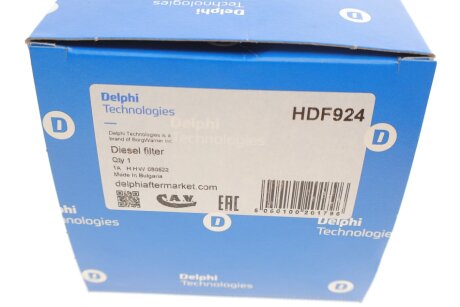 Delphi
Technologies
Delphi
Technologies
HDF924
Delphi Technologies is a
brand of BorgWarner Inc.
Diesel filter
Qty 1
Made in Bulgaria
delphiaftermarket.com
C.A.V.
EAC
D
D
Delphi
Technologies
Delphi
Technologies
D
D
Delphi